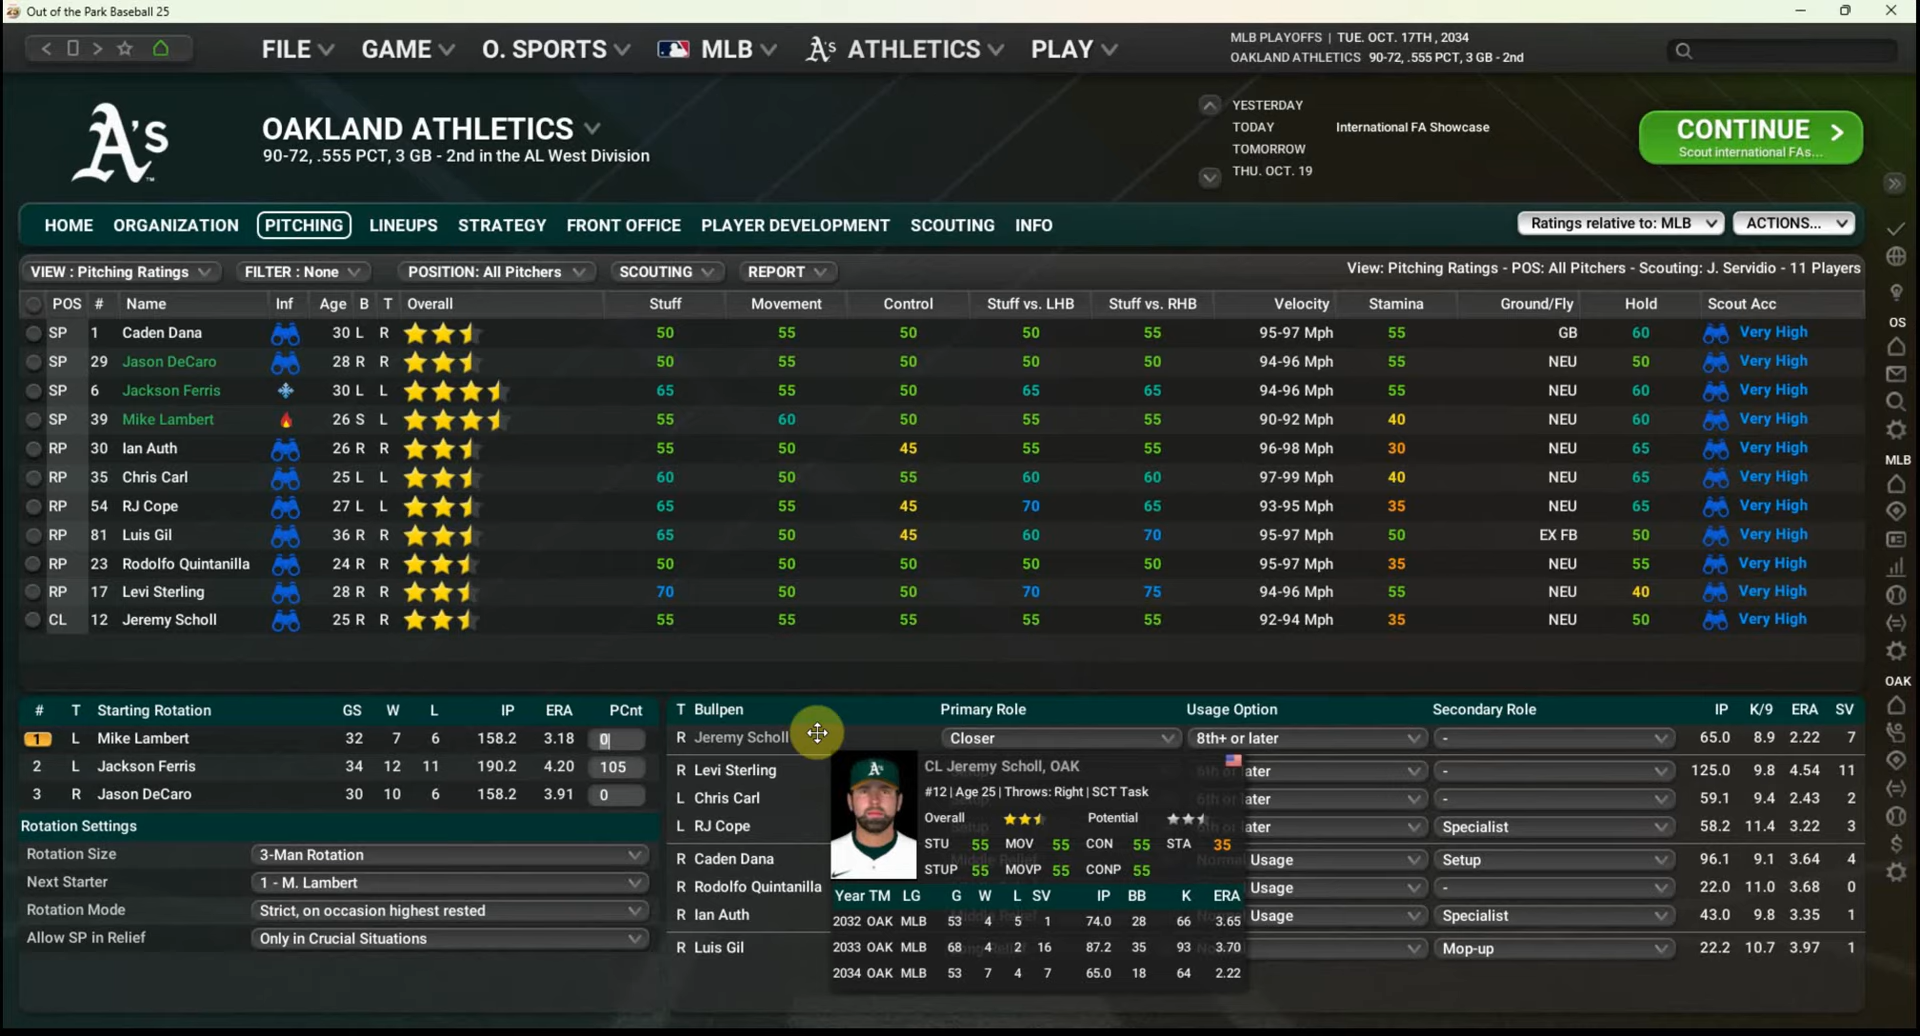 Out of the Park Baseball 25
FILE GAME O. SPORTS MLB A's ATHLETICS PLAY
MLB PLAYOFFS | TUE. OCT. 17TH , 2034
OAKLAND ATHLETICS 90-72, .555 PCT, 3 GB - 2nd
A's
OAKLAND ATHLETICS
90-72, .555 PCT, 3 GB - 2nd in the AL West Division
YESTERDAY
TODAY International FA Showcase
TOMORROW
THU. OCT. 19
CONTINUE
Scout international FAs...
HOME ORGANIZATION PITCHING LINEUPS STRATEGY FRONT OFFICE PLAYER DEVELOPMENT SCOUTING INFO Ratings relative to: MLB ACTIONS...
VIEW : Pitching Ratings FILTER : None POSITION: All Pitchers SCOUTING REPORT View: Pitching Ratings - POS: All Pitchers - Scouting: J. Servidio - 11 Players
POS # Name Inf Age B T Overall Stuff Movement Control Stuff vs. LHB Stuff vs. RHB Velocity Stamina Ground/Fly Hold Scout Acc
SP 1 Caden Dana 30 L R 50 55 50 50 55 95-97 Mph 55 GB 60 Very High
SP 29 Jason DeCaro 28 R R 50 55 50 50 50 94-96 Mph 55 NEU 50 Very High
SP 6 Jackson Ferris 30 L L 65 55 50 65 65 94-96 Mph 55 NEU 60 Very High
SP 39 Mike Lambert 26 S L 55 60 50 55 55 90-92 Mph 40 NEU 60 Very High
RP 30 Ian Auth 26 R R 55 50 45 55 55 96-98 Mph 30 NEU 65 Very High
RP 35 Chris Carl 25 L L 60 50 55 60 60 97-99 Mph 40 NEU 65 Very High
RP 54 RJ Cope 27 L L 65 55 45 70 65 93-95 Mph 35 NEU 65 Very High
RP 81 Luis Gil 36 R R 65 50 45 60 70 95-97 Mph 50 EX FB 50 Very High
RP 23 Rodolfo Quintanilla 24 R R 50 50 50 50 50 95-97 Mph 35 NEU 55 Very High
RP 17 Levi Sterling 28 R R 70 50 50 70 75 94-96 Mph 55 NEU 40 Very High
CL 12 Jeremy Scholl 25 R R 55 55 55 55 55 92-94 Mph 35 NEU 50 Very High
OS
MLB
OAK
# T Starting Rotation GS W L IP ERA PCnt
1 L Mike Lambert 32 7 6 158.2 3.18 0
2 L Jackson Ferris 34 12 11 190.2 4.20 105
3 R Jason DeCaro 30 10 6 158.2 3.91 0
Rotation Settings
Rotation Size 3-Man Rotation
Next Starter 1 - M. Lambert
Rotation Mode Strict, on occasion highest rested
Allow SP in Relief Only in Crucial Situations
T Bullpen Primary Role Usage Option Secondary Role IP K/9 ERA SV
R Jeremy Scholl Closer 8th+ or later - 65.0 8.9 2.22 7
R Levi Sterling later - 125.0 9.8 4.54 11
L Chris Carl later - 59.1 9.4 2.43 2
L RJ Cope later Specialist 58.2 11.4 3.22 3
R Caden Dana Usage Setup 96.1 9.1 3.64 4
R Rodolfo Quintanilla Usage - 22.0 11.0 3.68 0
R Ian Auth Usage Specialist 43.0 9.8 3.35 1
R Luis Gil Mop-up 22.2 10.7 3.97 1
CL Jeremy Scholl, OAK
#12 | Age 25 | Throws: Right | SCT Task
Overall Potential
STU 55 MOV 55 CON 55 STA 35
STUP 55 MOVP 55 CONP 55
Year TM LG G W L SV IP BB K ERA
2032 OAK MLB 53 4 5 1 74.0 28 66 3.65
2033 OAK MLB 68 4 2 16 87.2 35 93 3.70
2034 OAK MLB 53 7 4 7 65.0 18 64 2.22